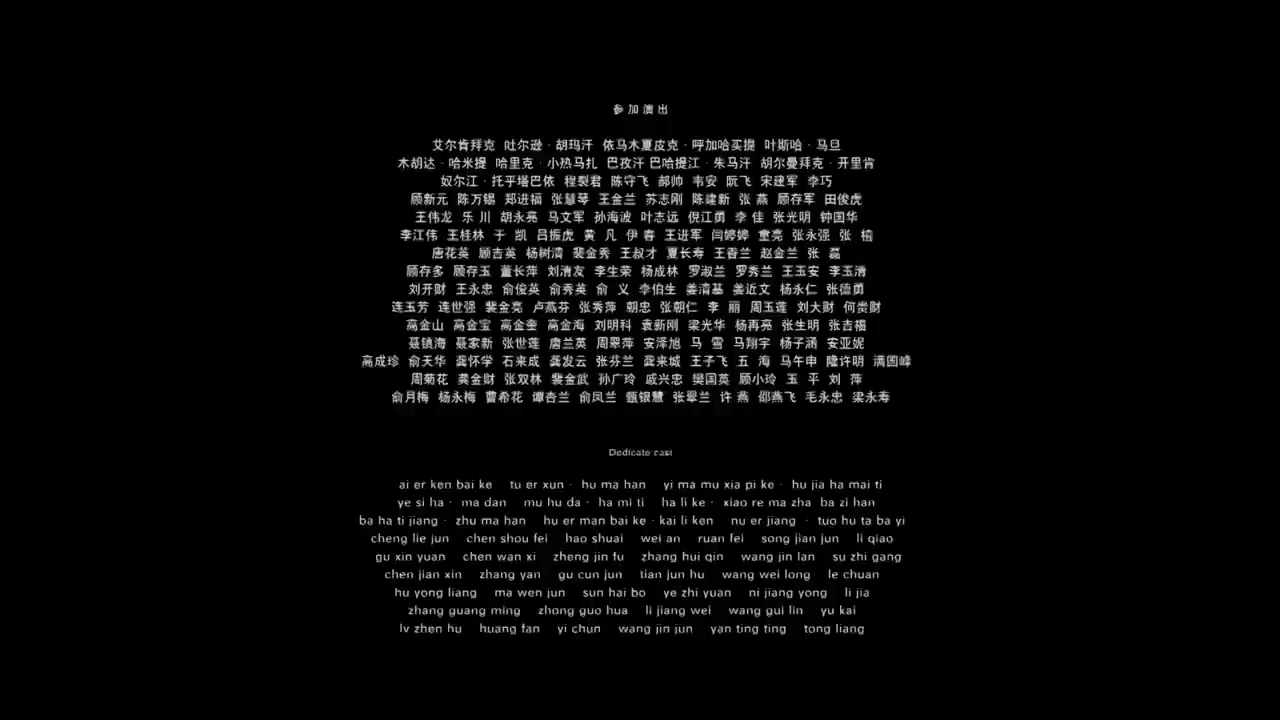 参加演出
艾尔肯拜克 吐尔逊·胡玛汗 依马木夏皮克·呼加哈买提 叶斯哈·马旦
木胡达·哈米提 哈里克·小热马扎 巴孜汗 巴哈提江·朱马汗 胡尔曼拜克·开里肯
奴尔江·托乎塔巴依 程裂君 陈守飞 郝帅 韦安 阮飞 宋建军 李巧
顾新元 陈万锡 郑进福 张慧琴 王金兰 苏志刚 陈建新 张 燕 顾存军 田俊虎
王伟龙 乐 川 胡永亮 马文军 孙海波 叶志远 倪江勇 李 佳 张光明 钟国华
李江伟 王桂林 于 凯 吕振虎 黄 凡 伊 春 王进军 闫婷婷 童亮 张永强 张 楠
唐花英 顾吉英 杨树清 裴金秀 王叔才 夏长寿 王香兰 赵金兰 张 磊
顾存多 顾存玉 董长萍 刘清友 李生荣 杨成林 罗淑兰 罗秀兰 王玉安 李玉清
刘开财 王永忠 俞俊英 俞秀英 俞 义 李伯生 姜清基 姜近文 杨永仁 张德勇
连玉芳 连世强 裴金亮 卢燕芬 张秀萍 朝忠 张朝仁 李 丽 周玉莲 刘大财 何贵财
高金山 高金宝 高金奎 高金海 刘明科 袁新刚 梁光华 杨再亮 张生明 张吉福
聂镇海 聂家新 张世莲 唐兰英 周翠萍 安泽旭 马 雪 马翔宇 杨子涵 安亚妮
高成珍 俞天华 龚怀学 石来成 龚发云 张芬兰 龚来城 王子飞 五 海 马午申 隆许明 满国峰
周菊花 龚金财 张双林 裴金武 孙广玲 戚兴忠 樊国英 顾小玲 玉 平 刘 萍
俞月梅 杨永梅 曹希花 谭杏兰 俞凤兰 甄银慧 张翠兰 许 燕 邵燕飞 毛永忠 梁永寿
Dedicate cast
ai er ken bai ke tu er xun · hu ma han yi ma mu xia pi ke · hu jia ha mai ti
ye si ha · ma dan mu hu da · ha mi ti ha li ke · xiao re ma zha ba zi han
ba ha ti jiang · zhu ma han hu er man bai ke · kai li ken nu er jiang · tuo hu ta ba yi
cheng lie jun chen shou fei hao shuai wei an ruan fei song jian jun li qiao
gu xin yuan chen wan xi zheng jin fu zhang hui qin wang jin lan su zhi gang
chen jian xin zhang yan gu cun jun tian jun hu wang wei long le chuan
hu yong liang ma wen jun sun hai bo ye zhi yuan ni jiang yong li jia
zhang guang ming zhong guo hua li jiang wei wang gui lin yu kai
lv zhen hu huang fan yi chun wang jin jun yan ting ting tong liang